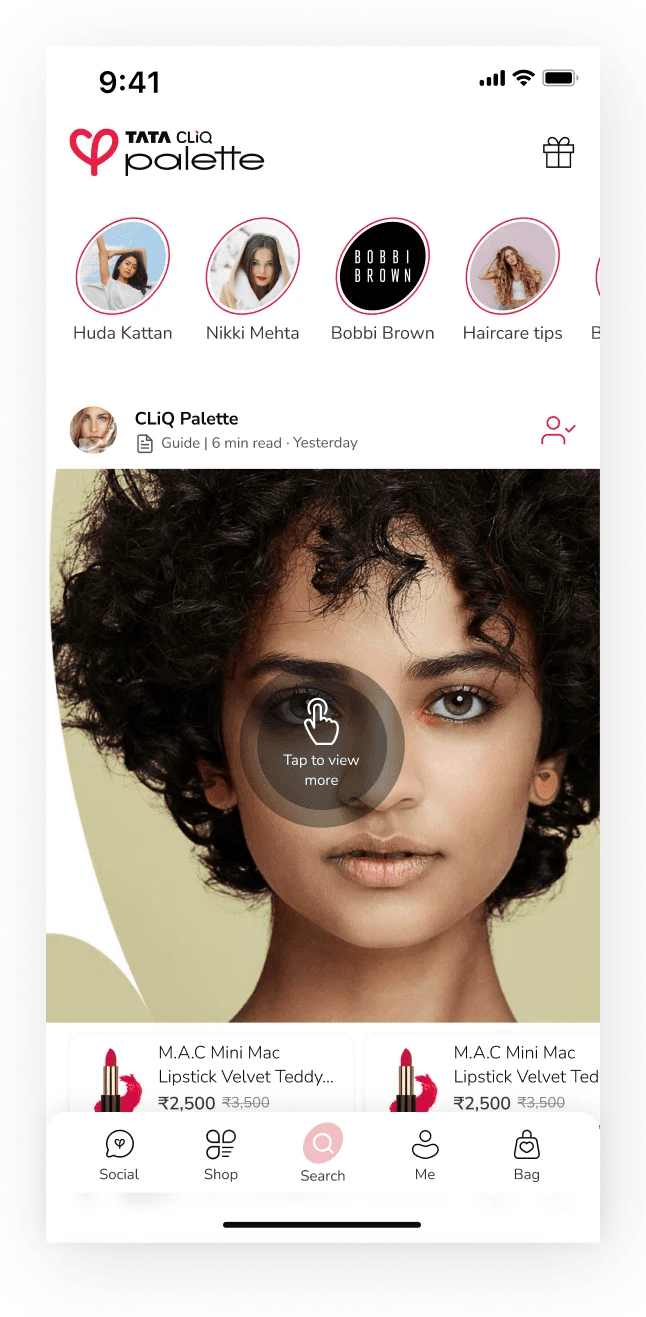 9:41
TATA CLiQ
palette
BOBBI
BROWN
Huda Kattan
Nikki Mehta
Bobbi Brown
Haircare tips
B
CLiQ Palette
Guide | 6 min read · Yesterday
Tap to view
more
M.A.C Mini Mac
Lipstick Velvet Teddy...
₹2,500 ₹3,500
M.A.C Mini Mac
Lipstick Velvet Ted
₹2,500 ₹3,500
Social
Shop
Search
Me
Bag